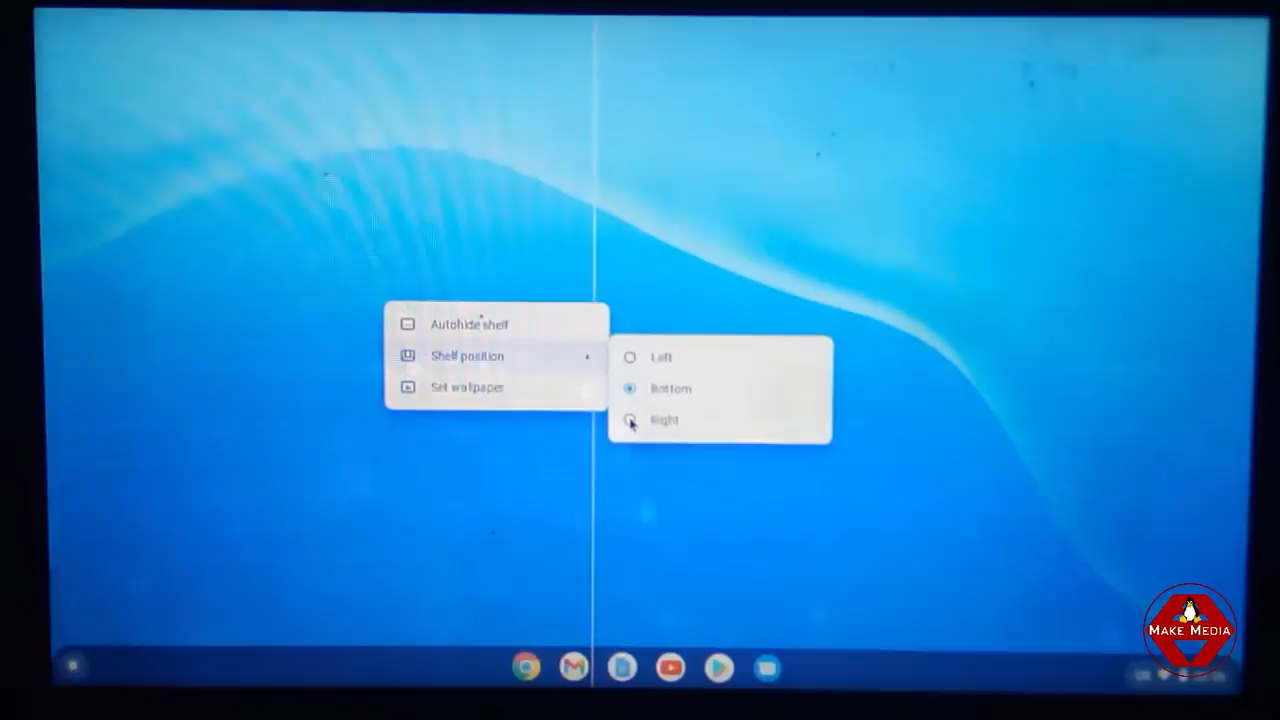 Autohide shelf
Shelf position
Set wallpaper
Left
Bottom
Right
MAKE MEDIA